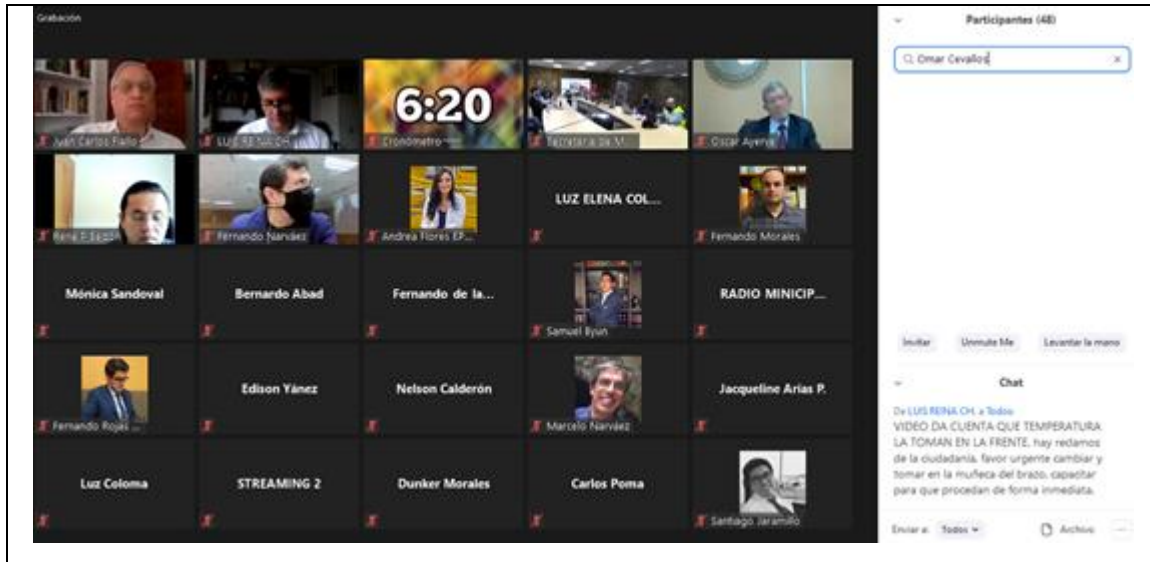 Grabación
Juan Carlos Fiallo
LUIS REINA CH.
6:20
Cronómetro
Secretaria de M...
Oscar Ayerve
Fernando Narváez
Andrea Flores EP...
LUZ ELENA COL...
Fernando Morales
Mónica Sandoval
Bernardo Abad
Fernando de la...
Samuel Byun
RADIO MINICIP...
Fernando Rojas ...
Edison Yánez
Nelson Calderón
Marcelo Narváez
Jacqueline Arias P.
Luz Coloma
STREAMING 2
Dunker Morales
Carlos Poma
Santiago Jaramillo
Participantes (48)
Omar Cevallos
Invitar
Unmute Me
Levantar la mano
Chat
De LUIS REINA CH. a Todos:
VIDEO DA CUENTA QUE TEMPERATURA
LA TOMAN EN LA FRENTE, hay reclamos
de la ciudadanía, favor urgente cambiar y
tomar en la muñeca del brazo, capacitar
para que procedan de forma inmediata.
Enviar a: Todos
Archivo